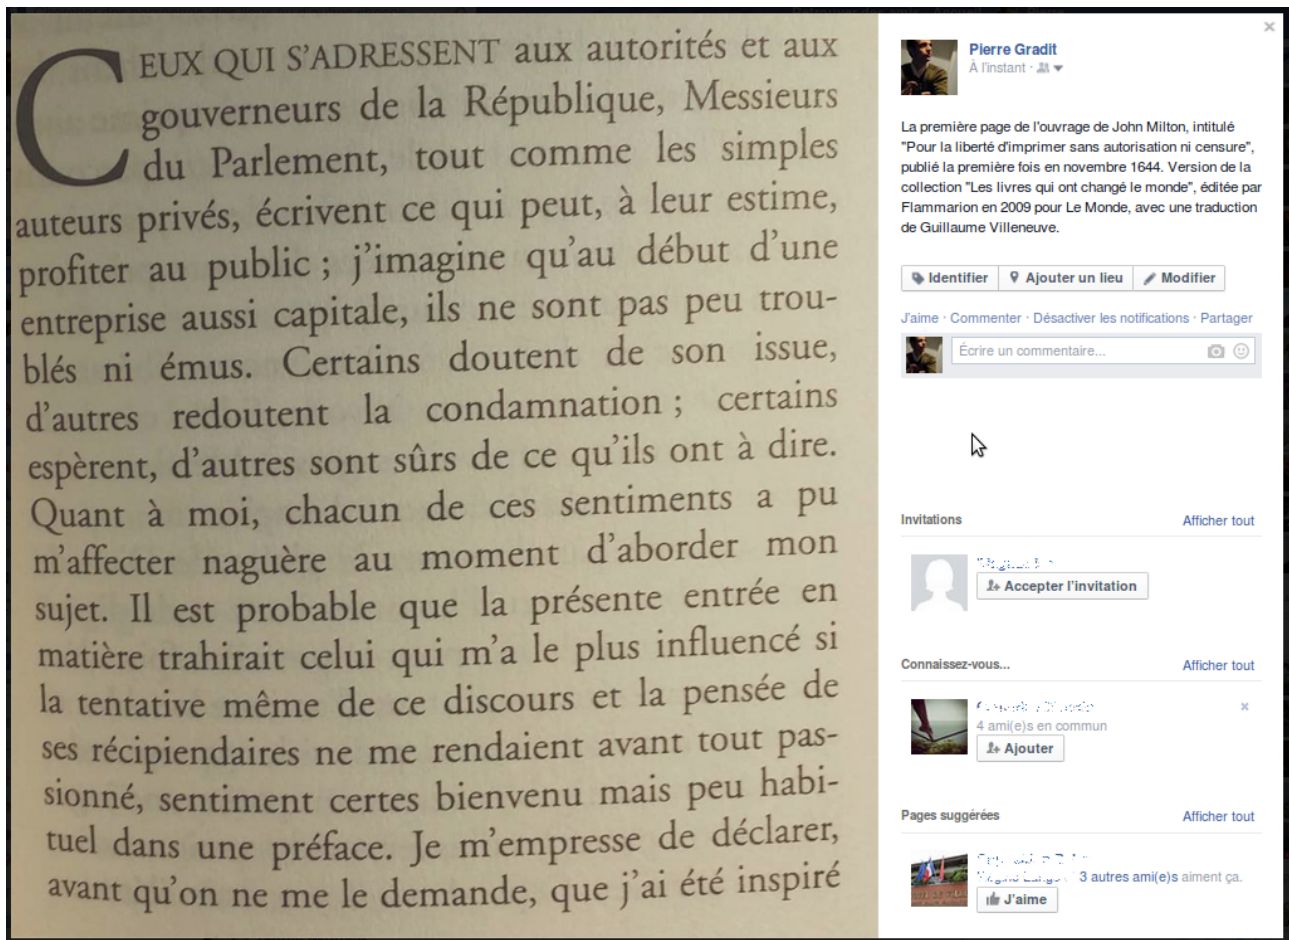 CEUX QUI S'ADRESSENT aux autorités et aux
gouverneurs de la République, Messieurs
du Parlement, tout comme les simples
auteurs privés, écrivent ce qui peut, à leur estime,
profiter au public ; j'imagine qu'au début d'une
entreprise aussi capitale, ils ne sont pas peu trou-
blés ni émus. Certains doutent de son issue,
d'autres redoutent la condamnation ; certains
espèrent, d'autres sont sûrs de ce qu'ils ont à dire.
Quant à moi, chacun de ces sentiments a pu
m'affecter naguère au moment d'aborder mon
sujet. Il est probable que la présente entrée en
matière trahirait celui qui m'a le plus influencé si
la tentative même de ce discours et la pensée de
ses récipiendaires ne me rendaient avant tout pas-
sionné, sentiment certes bienvenu mais peu habi-
tuel dans une préface. Je m'empresse de déclarer,
avant qu'on ne me le demande, que j'ai été inspiré
Pierre Gradit
À l'instant ·
La première page de l'ouvrage de John Milton, intitulé
"Pour la liberté d'imprimer sans autorisation ni censure",
publié la première fois en novembre 1644. Version de la
collection "Les livres qui ont changé le monde", éditée par
Flammarion en 2009 pour Le Monde, avec une traduction
de Guillaume Villeneuve.
Identifier Ajouter un lieu Modifier
J'aime · Commenter · Désactiver les notifications · Partager
Écrire un commentaire...
Invitations Afficher tout
Accepter l'invitation
Connaissez-vous... Afficher tout
4 ami(e)s en commun
Ajouter
Pages suggérées Afficher tout
3 autres ami(e)s aiment ça.
J'aime